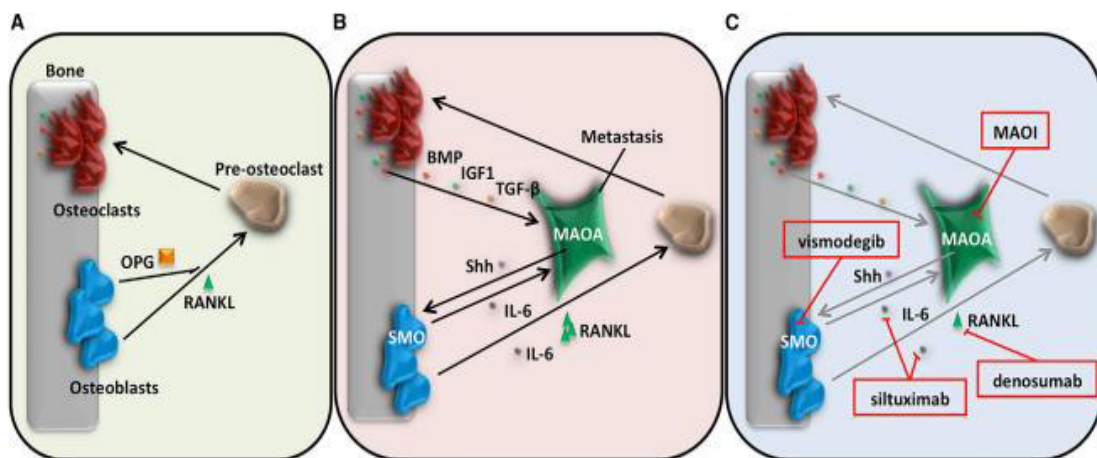 A
Bone
Pre-osteoclast
Osteoclasts
OPG
RANKL
Osteoblasts
B
Metastasis
BMP
IGF1
TGF-β
MAOA
Shh
IL-6
SMO
RANKL
IL-6
C
MAOI
MAOA
vismodegib
Shh
IL-6
RANKL
SMO
denosumab
siltuximab